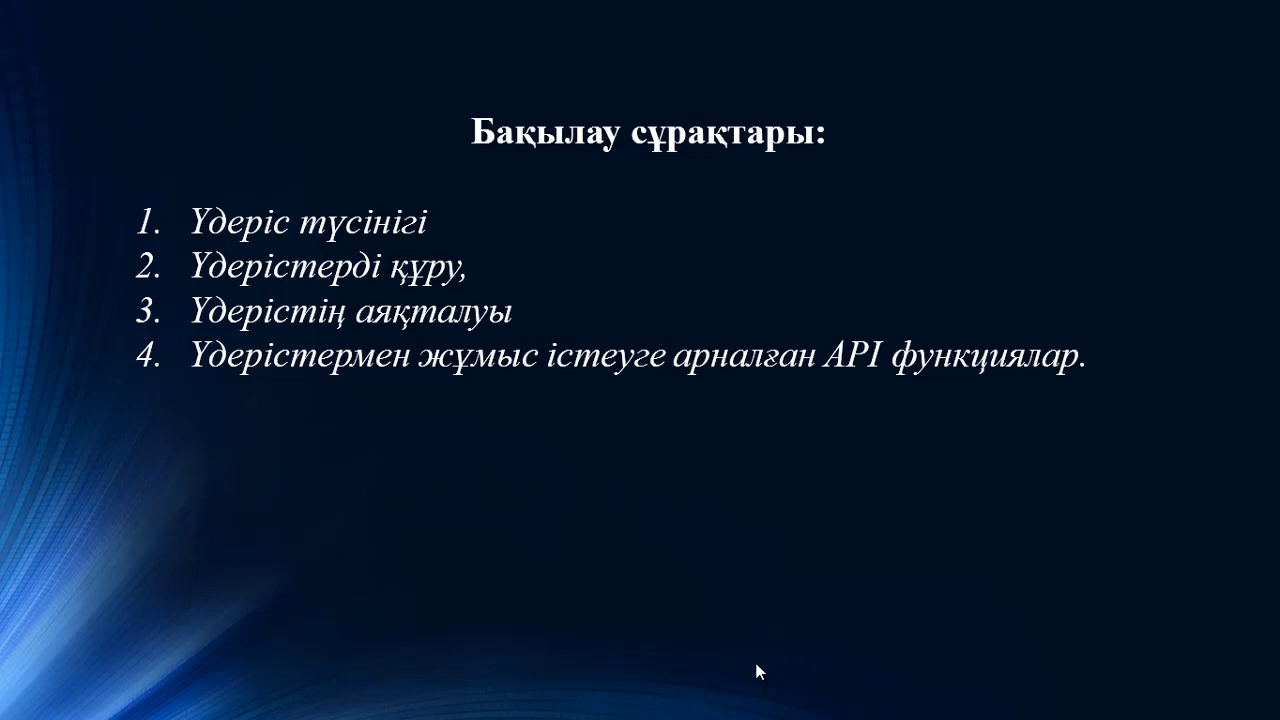 Бақылау сұрақтары:
1. Үдеріс түсінігі
2. Үдерістерді құру,
3. Үдерістің аяқталуы
4. Үдерістермен жұмыс істеуге арналған API функциялар.